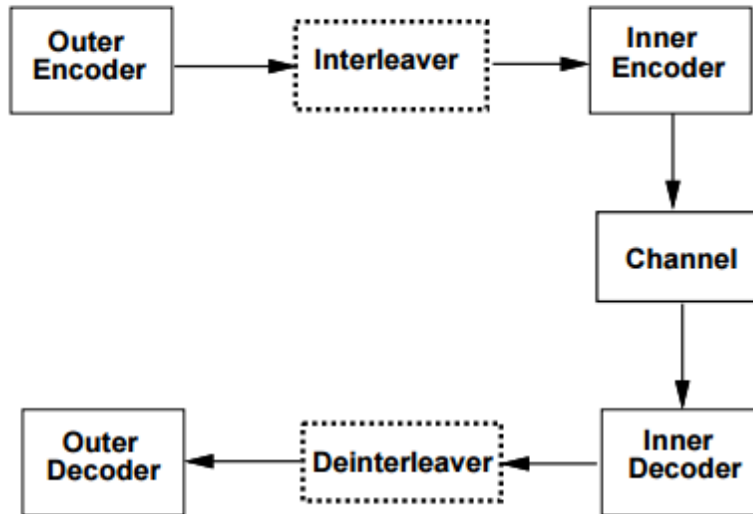 Outer
Encoder
Interleaver
Inner
Encoder
Channel
Outer
Decoder
Deinterleaver
Inner
Decoder